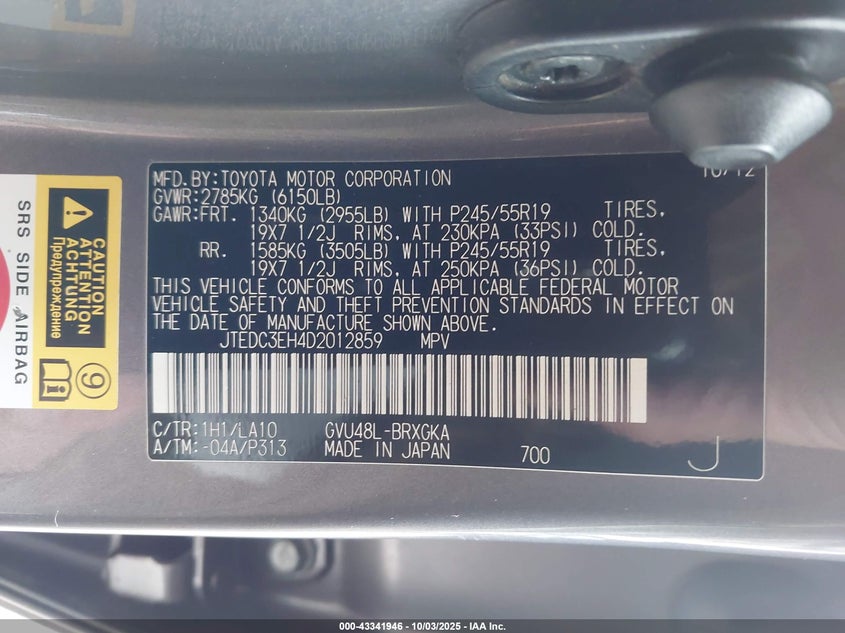 MFD.BY:TOYOTA MOTOR CORPORATION 10/12
GVWR:2785KG (6150LB)
GAWR:FRT. 1340KG (2955LB) WITH P245/55R19 TIRES,
19X7 1/2J RIMS, AT 230KPA (33PSI) COLD.
RR. 1585KG (3505LB) WITH P245/55R19 TIRES,
19X7 1/2J RIMS, AT 250KPA (36PSI) COLD.
THIS VEHICLE CONFORMS TO ALL APPLICABLE FEDERAL MOTOR
VEHICLE SAFETY AND THEFT PREVENTION STANDARDS IN EFFECT ON
THE DATE OF MANUFACTURE SHOWN ABOVE.
JTEDC3EH4D2012859 MPV
C/TR:1H1/LA10 GVU48L-BRXGKA
A/TM:-04A/P313 MADE IN JAPAN 700 J
CAUTION
ATTENTION
ACHTUNG
Предупреждение
SRS SIDE AIRBAG
9
000-43341946 - 10/03/2025 - IAA Inc.